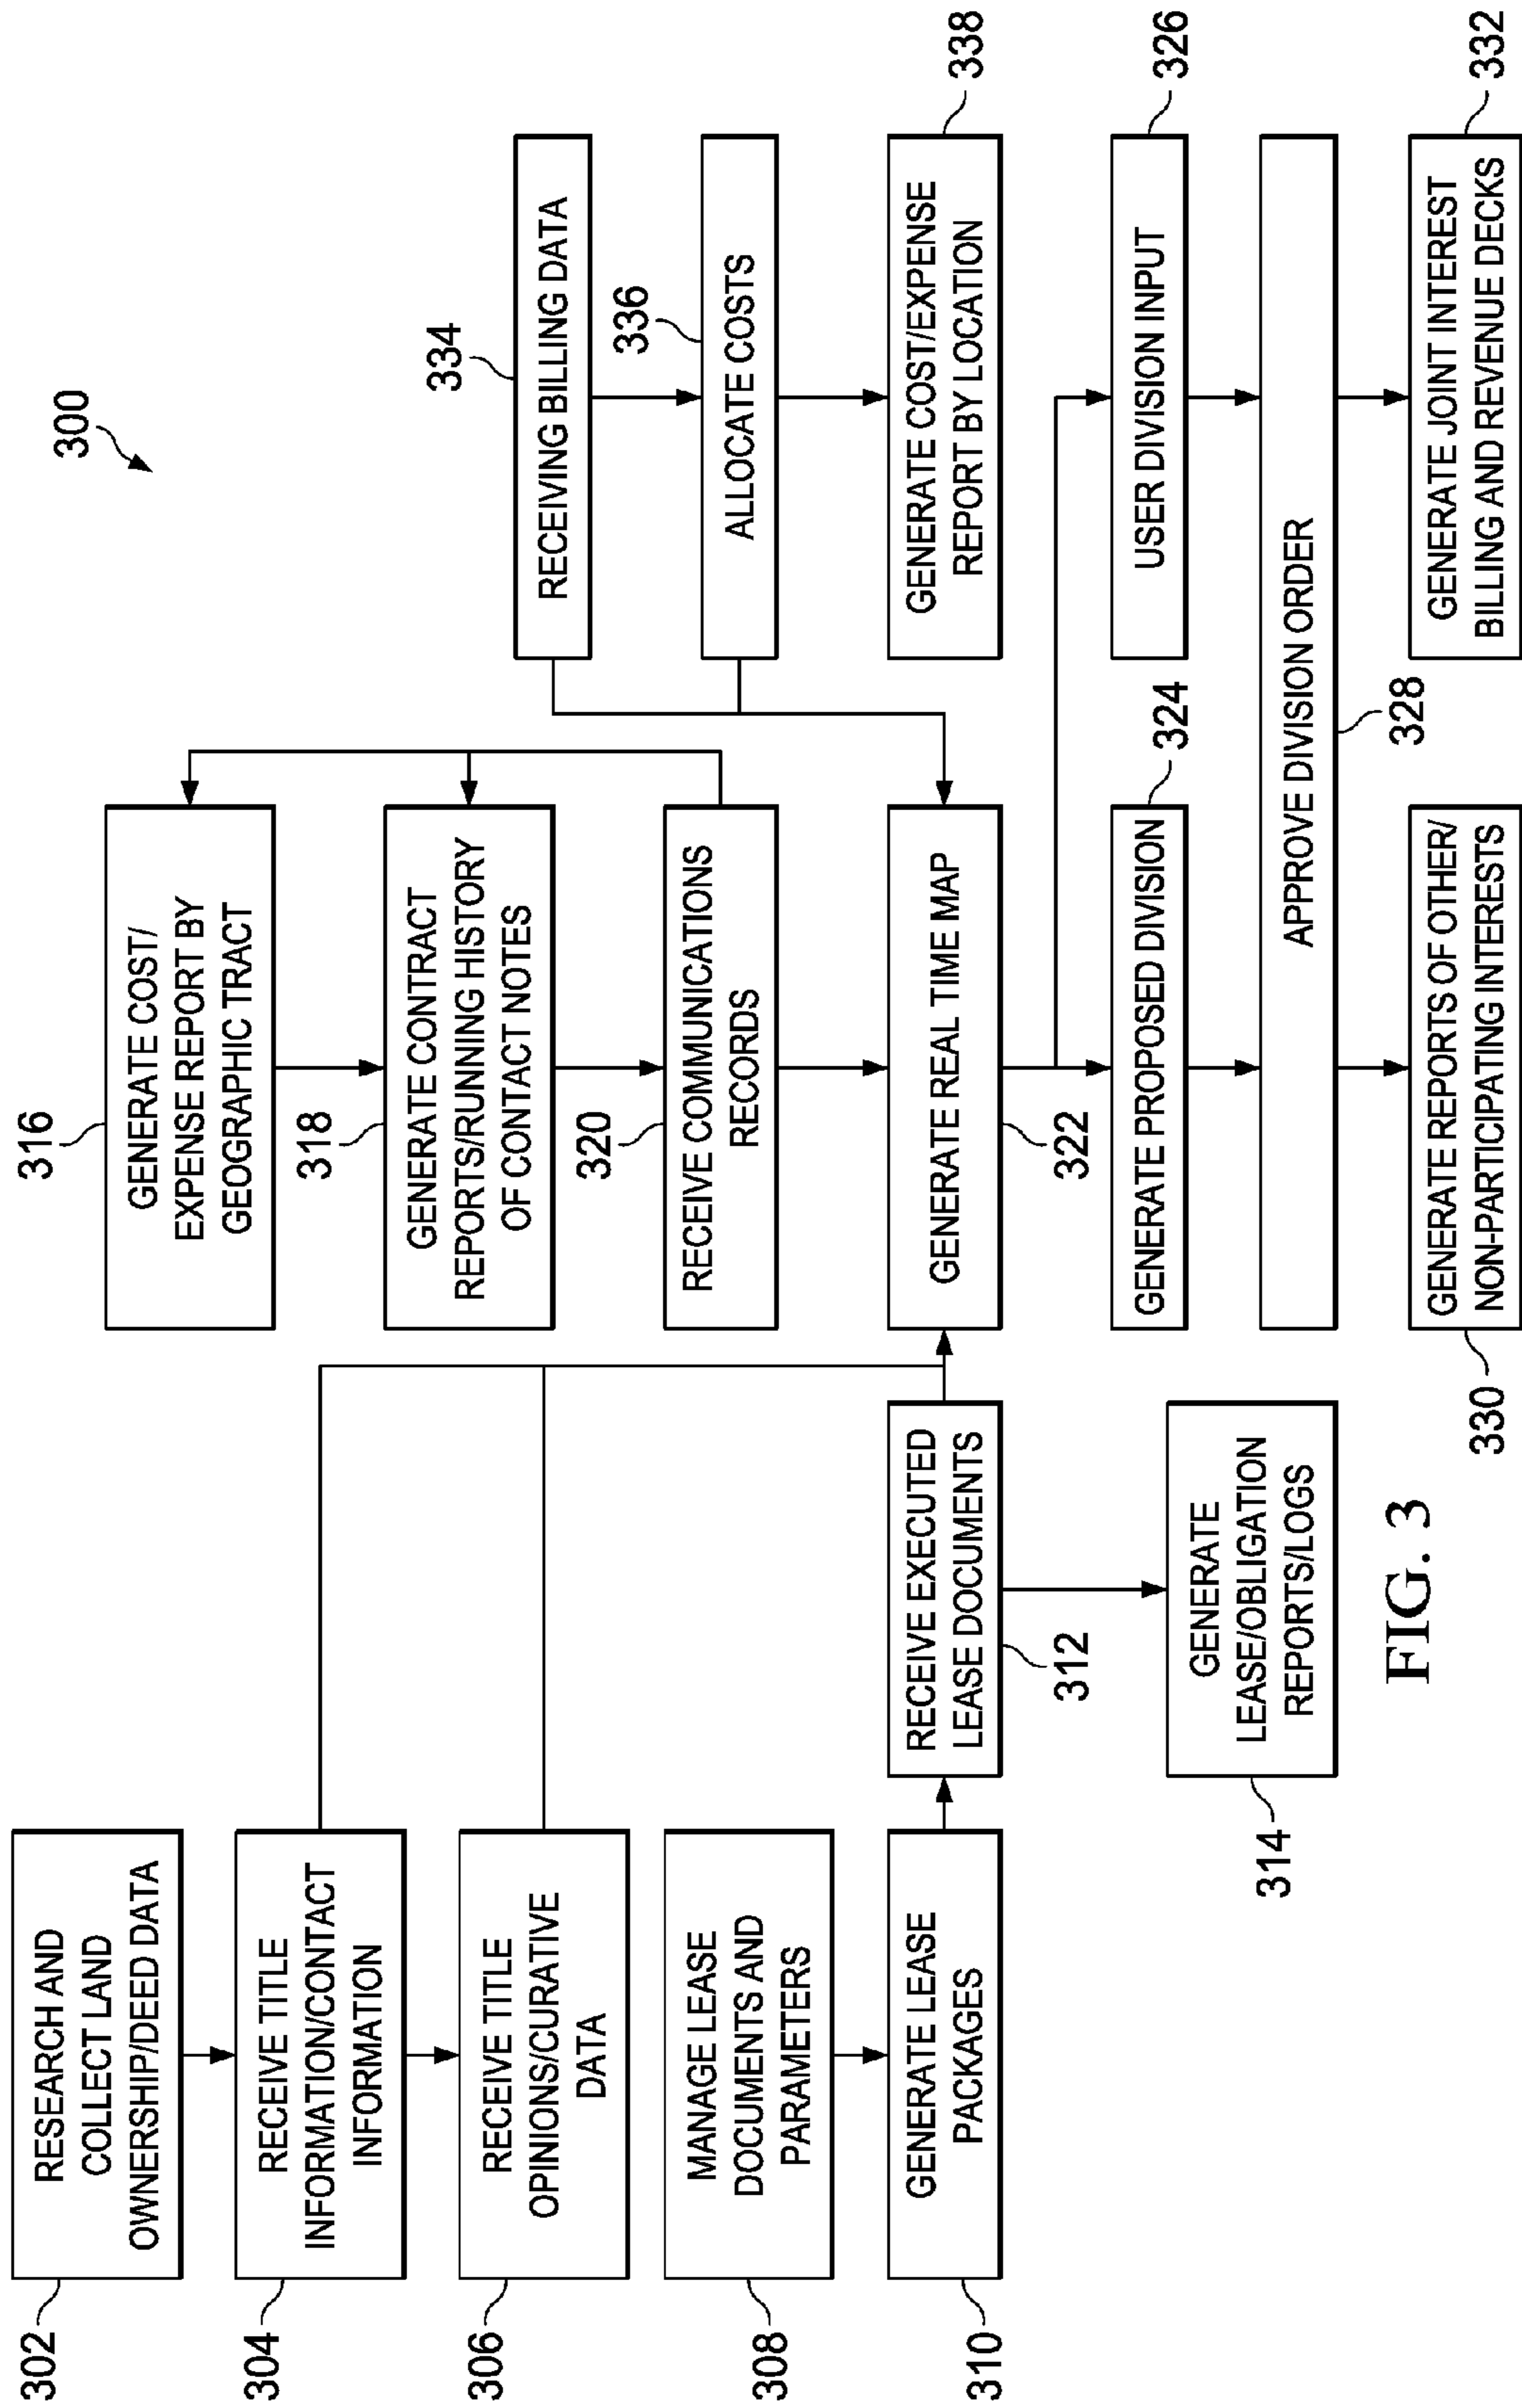 300
302
RESEARCH AND
COLLECT LAND
OWNERSHIP/DEED DATA
304
RECEIVE TITLE
INFORMATION/CONTACT
INFORMATION
306
RECEIVE TITLE
OPINIONS/CURATIVE
DATA
308
MANAGE LEASE
DOCUMENTS AND
PARAMETERS
310
GENERATE LEASE
PACKAGES
RECEIVE EXECUTED
LEASE DOCUMENTS
312
314
GENERATE
LEASE/OBLIGATION
REPORTS/LOGS
316
GENERATE COST/
EXPENSE REPORT BY
GEOGRAPHIC TRACT
318
GENERATE CONTRACT
REPORTS/RUNNING HISTORY
OF CONTACT NOTES
320
RECEIVE COMMUNICATIONS
RECORDS
GENERATE REAL TIME MAP
322
324
GENERATE PROPOSED DIVISION
334
RECEIVING BILLING DATA
336
ALLOCATE COSTS
338
GENERATE COST/EXPENSE
REPORT BY LOCATION
326
USER DIVISION INPUT
APPROVE DIVISION ORDER
328
330
GENERATE REPORTS OF OTHER/
NON-PARTICIPATING INTERESTS
332
GENERATE JOINT INTEREST
BILLING AND REVENUE DECKS
FIG. 3